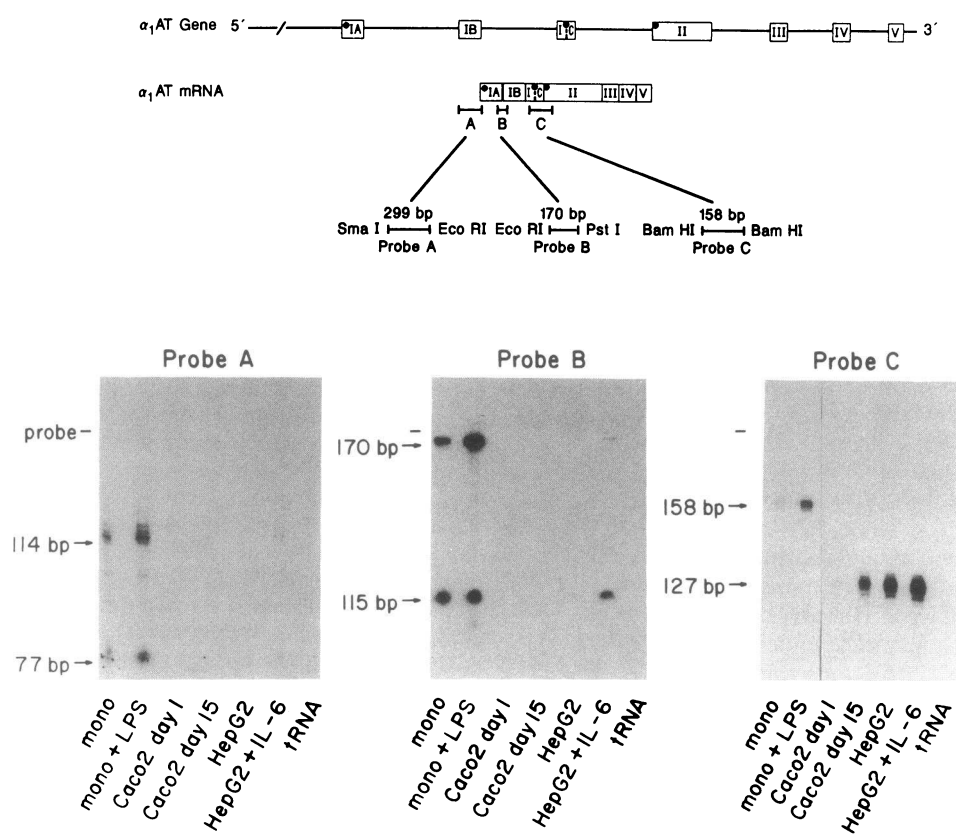 α₁AT Gene 5´ IA IB I C II III IV V 3´
α₁AT mRNA IA IB I C II III IV V
A B C
299 bp 170 bp 158 bp
Sma I Eco RI Eco RI Pst I Bam HI Bam HI
Probe A Probe B Probe C
Probe A
probe
114 bp
77 bp
mono
mono + LPS
Caco2 day 1
Caco2 day 15
HepG2
HepG2 + IL-6
tRNA
Probe B
170 bp
115 bp
mono
mono + LPS
Caco2 day 1
Caco2 day 15
HepG2
HepG2 + IL-6
tRNA
Probe C
158 bp
127 bp
mono
mono + LPS
Caco2 day 1
Caco2 day 15
HepG2
HepG2 + IL-6
tRNA